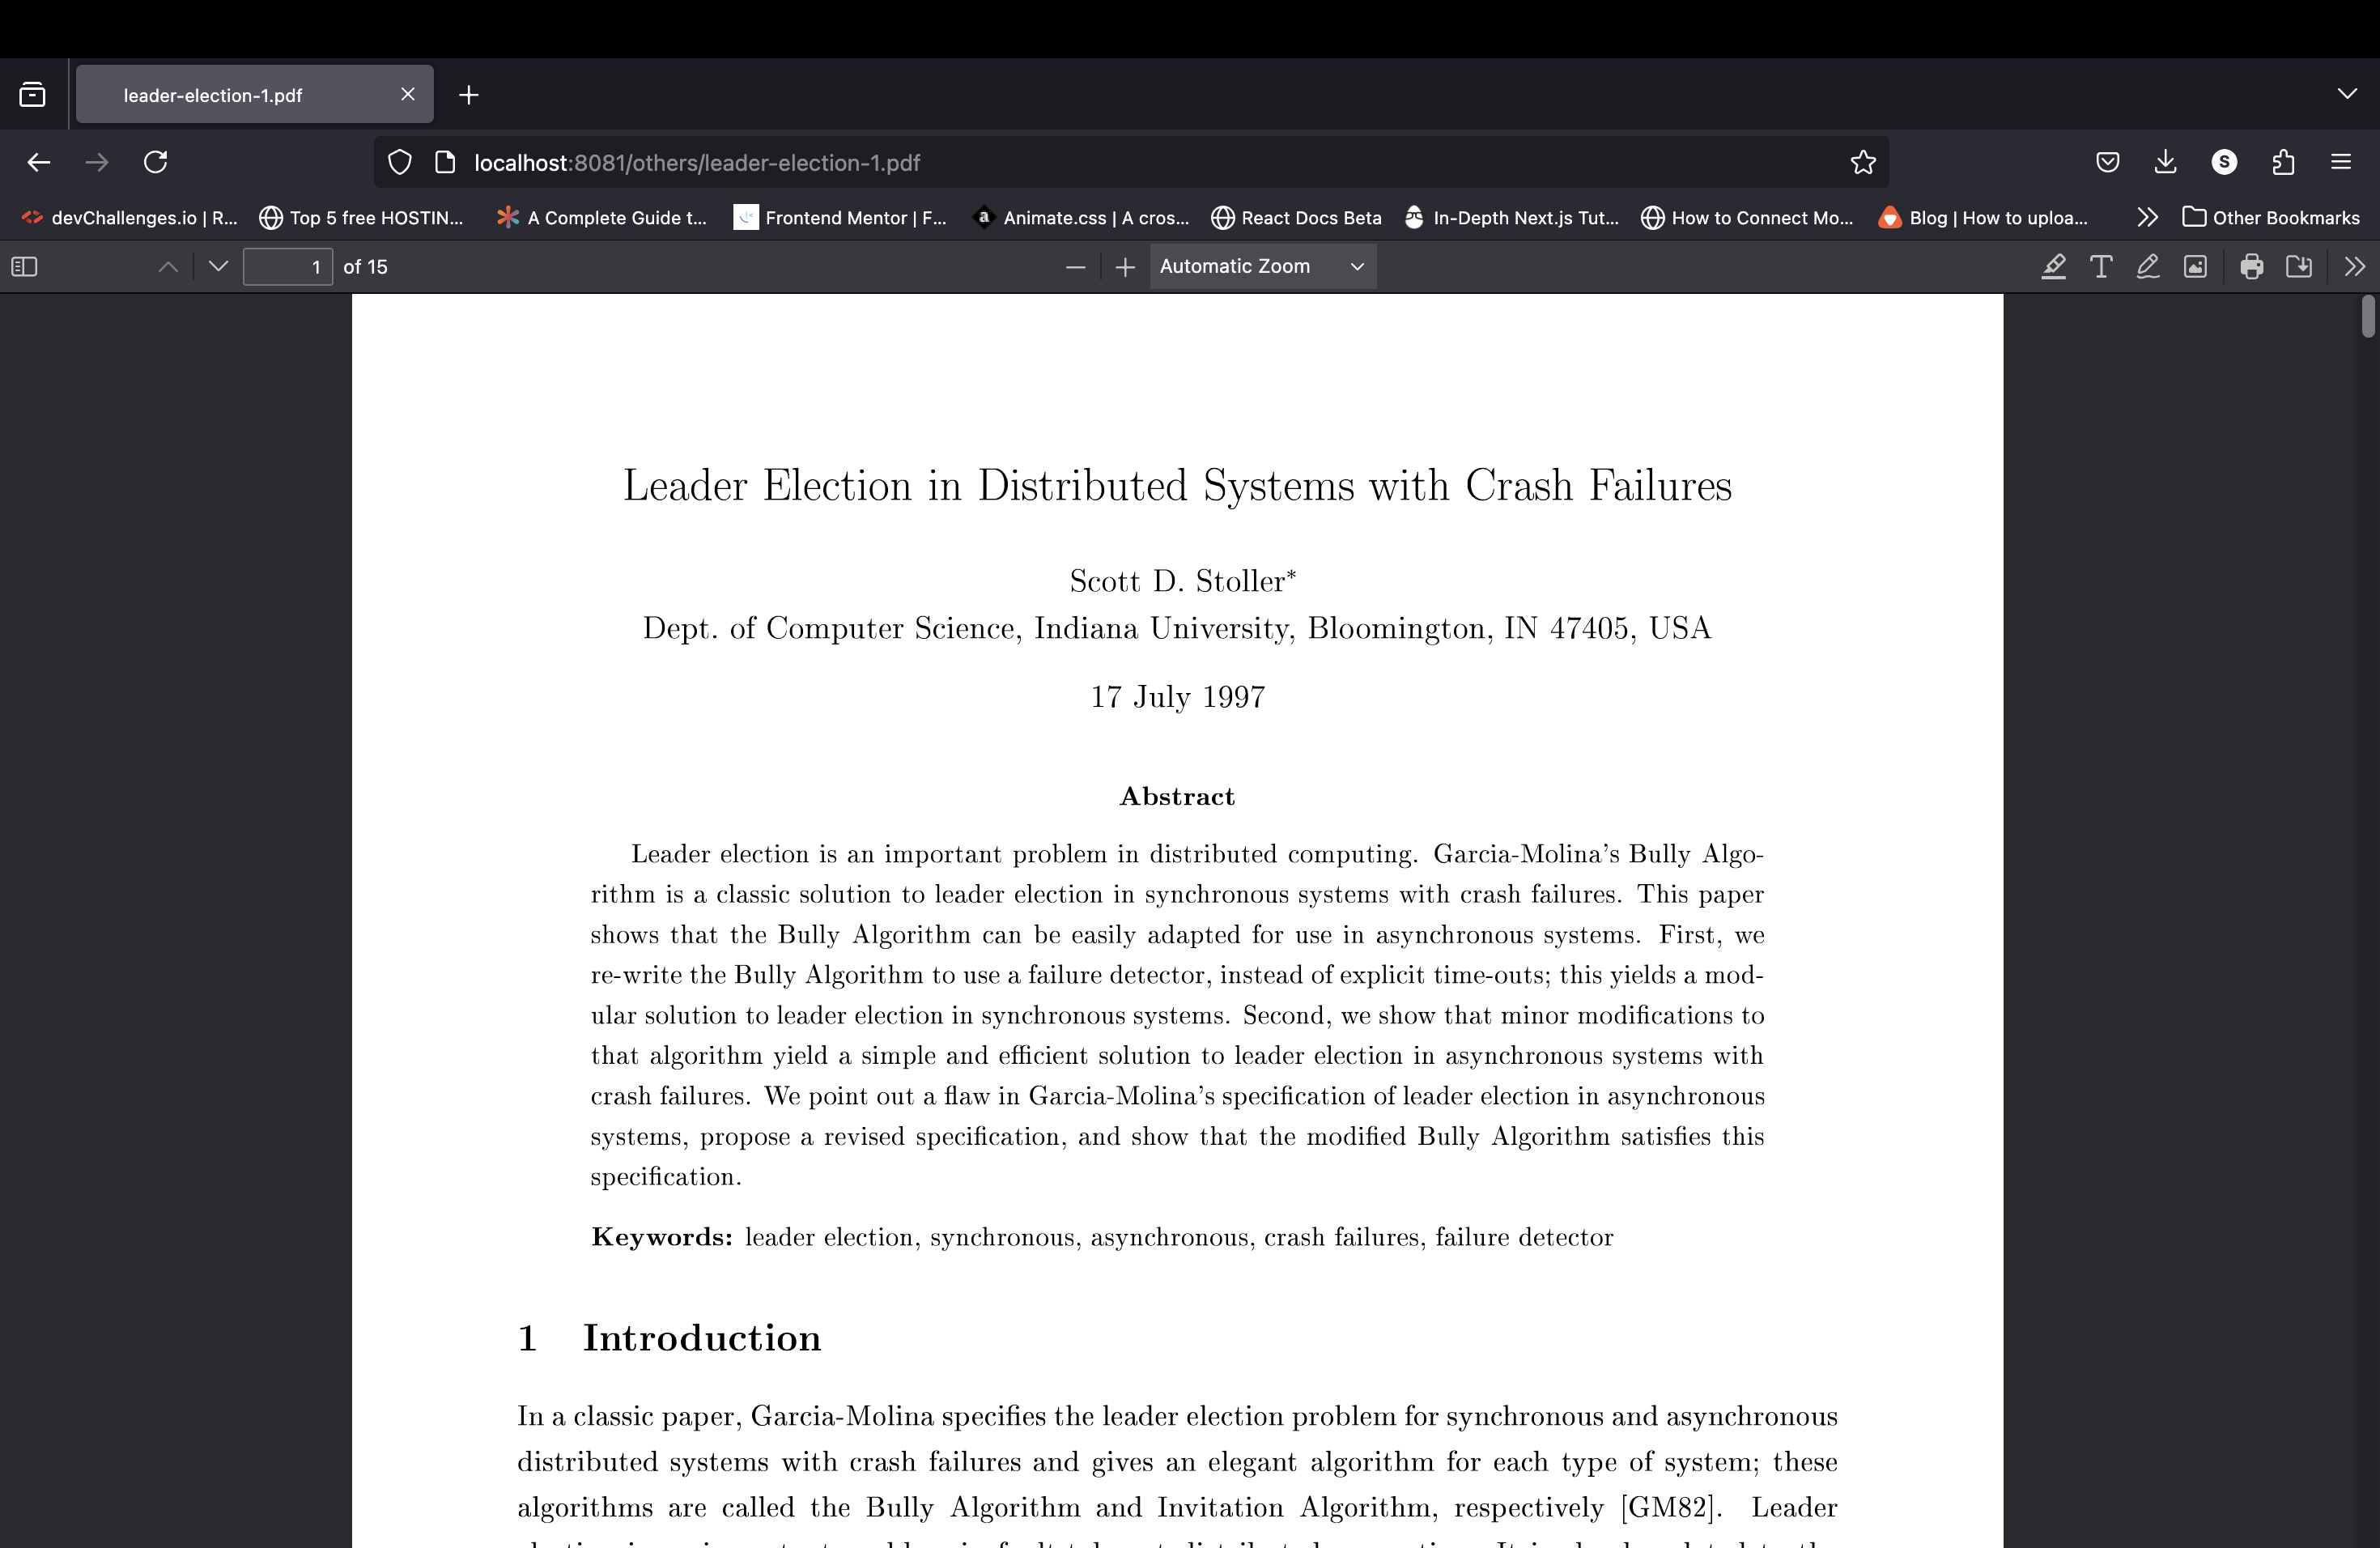 leader-election-1.pdf
localhost:8081/others/leader-election-1.pdf
S
devChallenges.io | R... Top 5 free HOSTIN... A Complete Guide t... Frontend Mentor | F... a Animate.css | A cros... React Docs Beta In-Depth Next.js Tut... How to Connect Mo... Blog | How to uploa... Other Bookmarks
1 of 15 Automatic Zoom
Leader Election in Distributed Systems with Crash Failures
Scott D. Stoller*
Dept. of Computer Science, Indiana University, Bloomington, IN 47405, USA
17 July 1997
Abstract
Leader election is an important problem in distributed computing. Garcia-Molina's Bully Algo-
rithm is a classic solution to leader election in synchronous systems with crash failures. This paper
shows that the Bully Algorithm can be easily adapted for use in asynchronous systems. First, we
re-write the Bully Algorithm to use a failure detector, instead of explicit time-outs; this yields a mod-
ular solution to leader election in synchronous systems. Second, we show that minor modifications to
that algorithm yield a simple and efficient solution to leader election in asynchronous systems with
crash failures. We point out a flaw in Garcia-Molina's specification of leader election in asynchronous
systems, propose a revised specification, and show that the modified Bully Algorithm satisfies this
specification.
Keywords: leader election, synchronous, asynchronous, crash failures, failure detector
1 Introduction
In a classic paper, Garcia-Molina specifies the leader election problem for synchronous and asynchronous
distributed systems with crash failures and gives an elegant algorithm for each type of system; these
algorithms are called the Bully Algorithm and Invitation Algorithm, respectively [GM82]. Leader